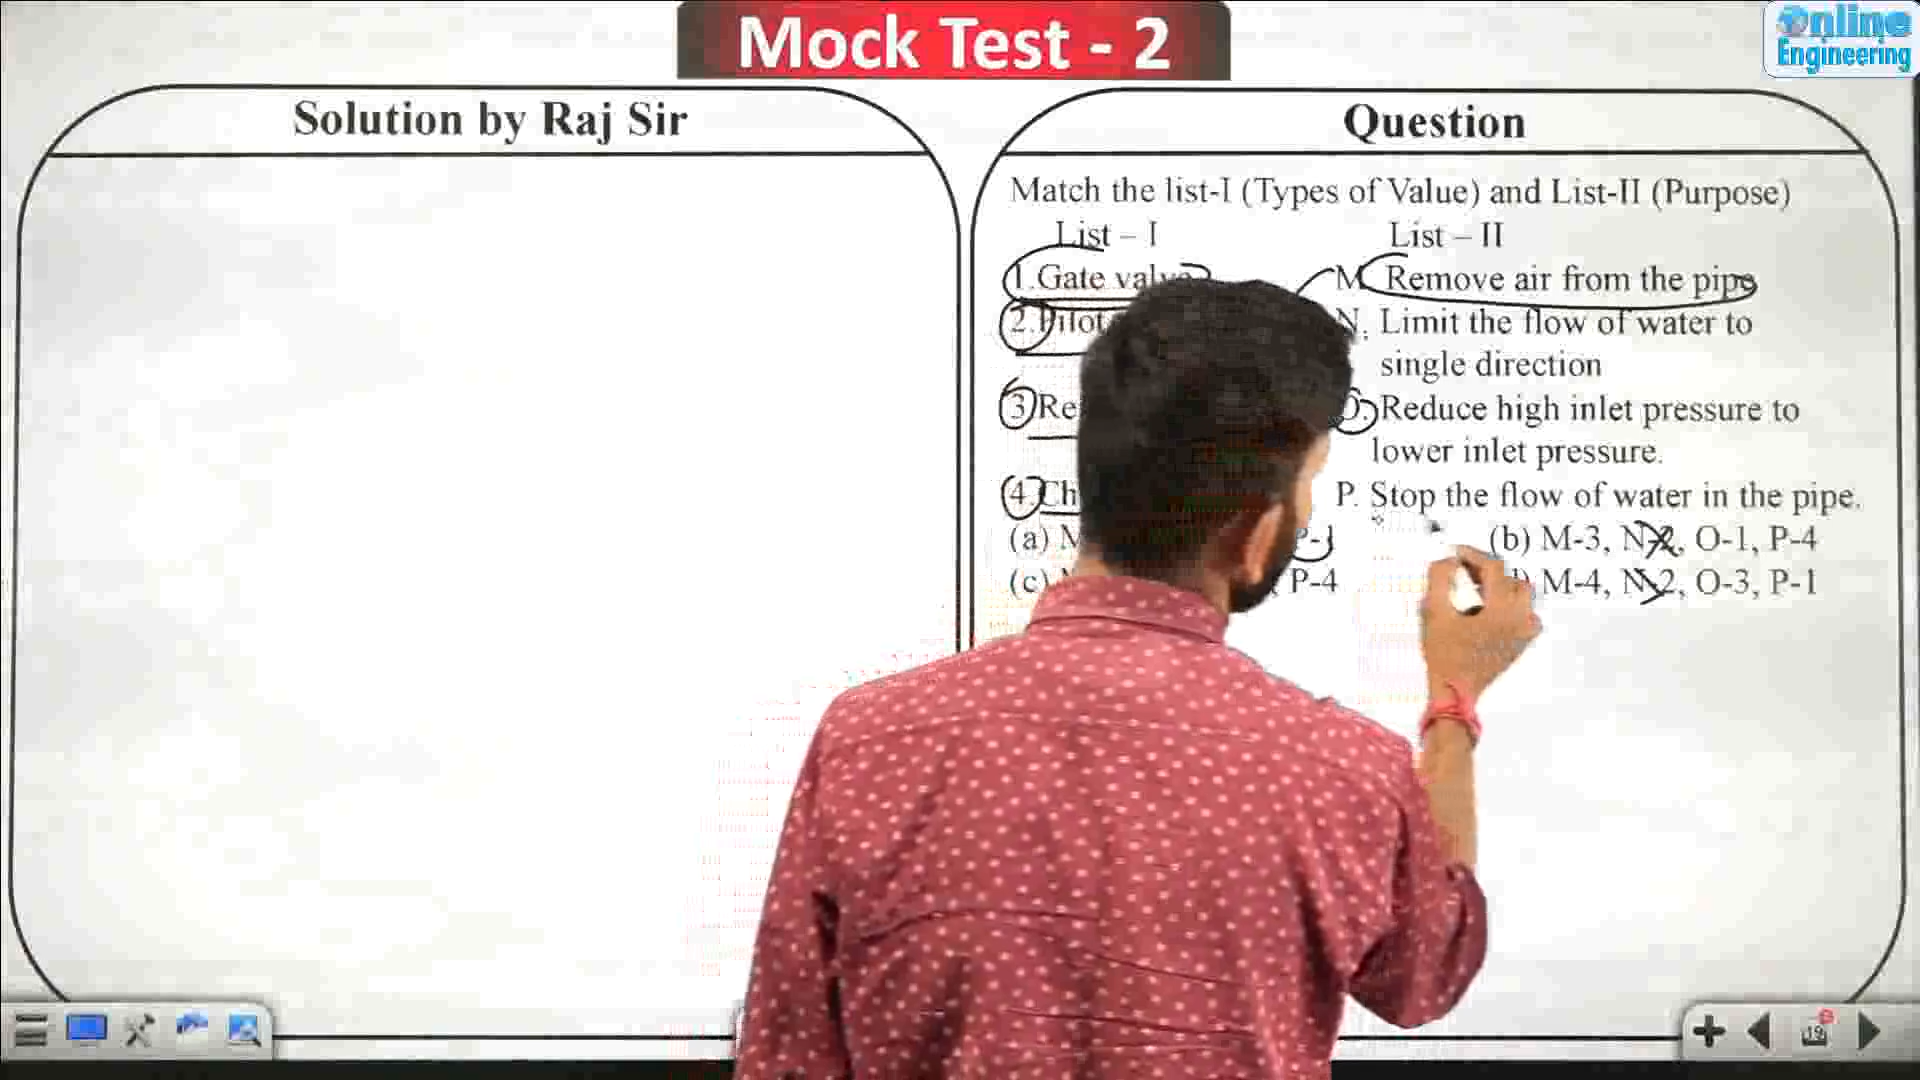 Mock Test - 2
Online
Engineering
Solution by Raj Sir
Question
Match the list-I (Types of Value) and List-II (Purpose)
List – I
List – II
1.Gate valve
M. Remove air from the pipe
2.Pilot
N. Limit the flow of water to
single direction
3
O. Reduce high inlet pressure to
lower inlet pressure.
4.
P. Stop the flow of water in the pipe.
(a)
P-1
(b) M-3, N-2, O-1, P-4
(c)
P-4
M-4, N-2, O-3, P-1
19